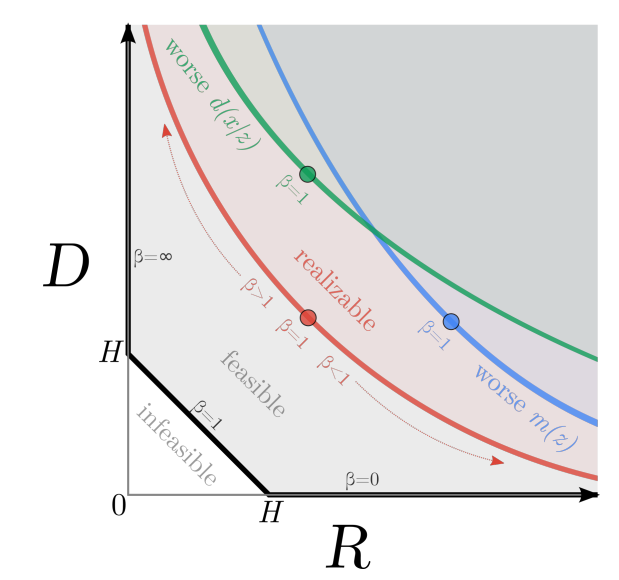 worse d(x|z)
β=1
D
β=∞
realizable
β>1
β=1
β<1
β=1
H
feasible
β=1
worse m(z)
infeasible
β=0
0
H
R